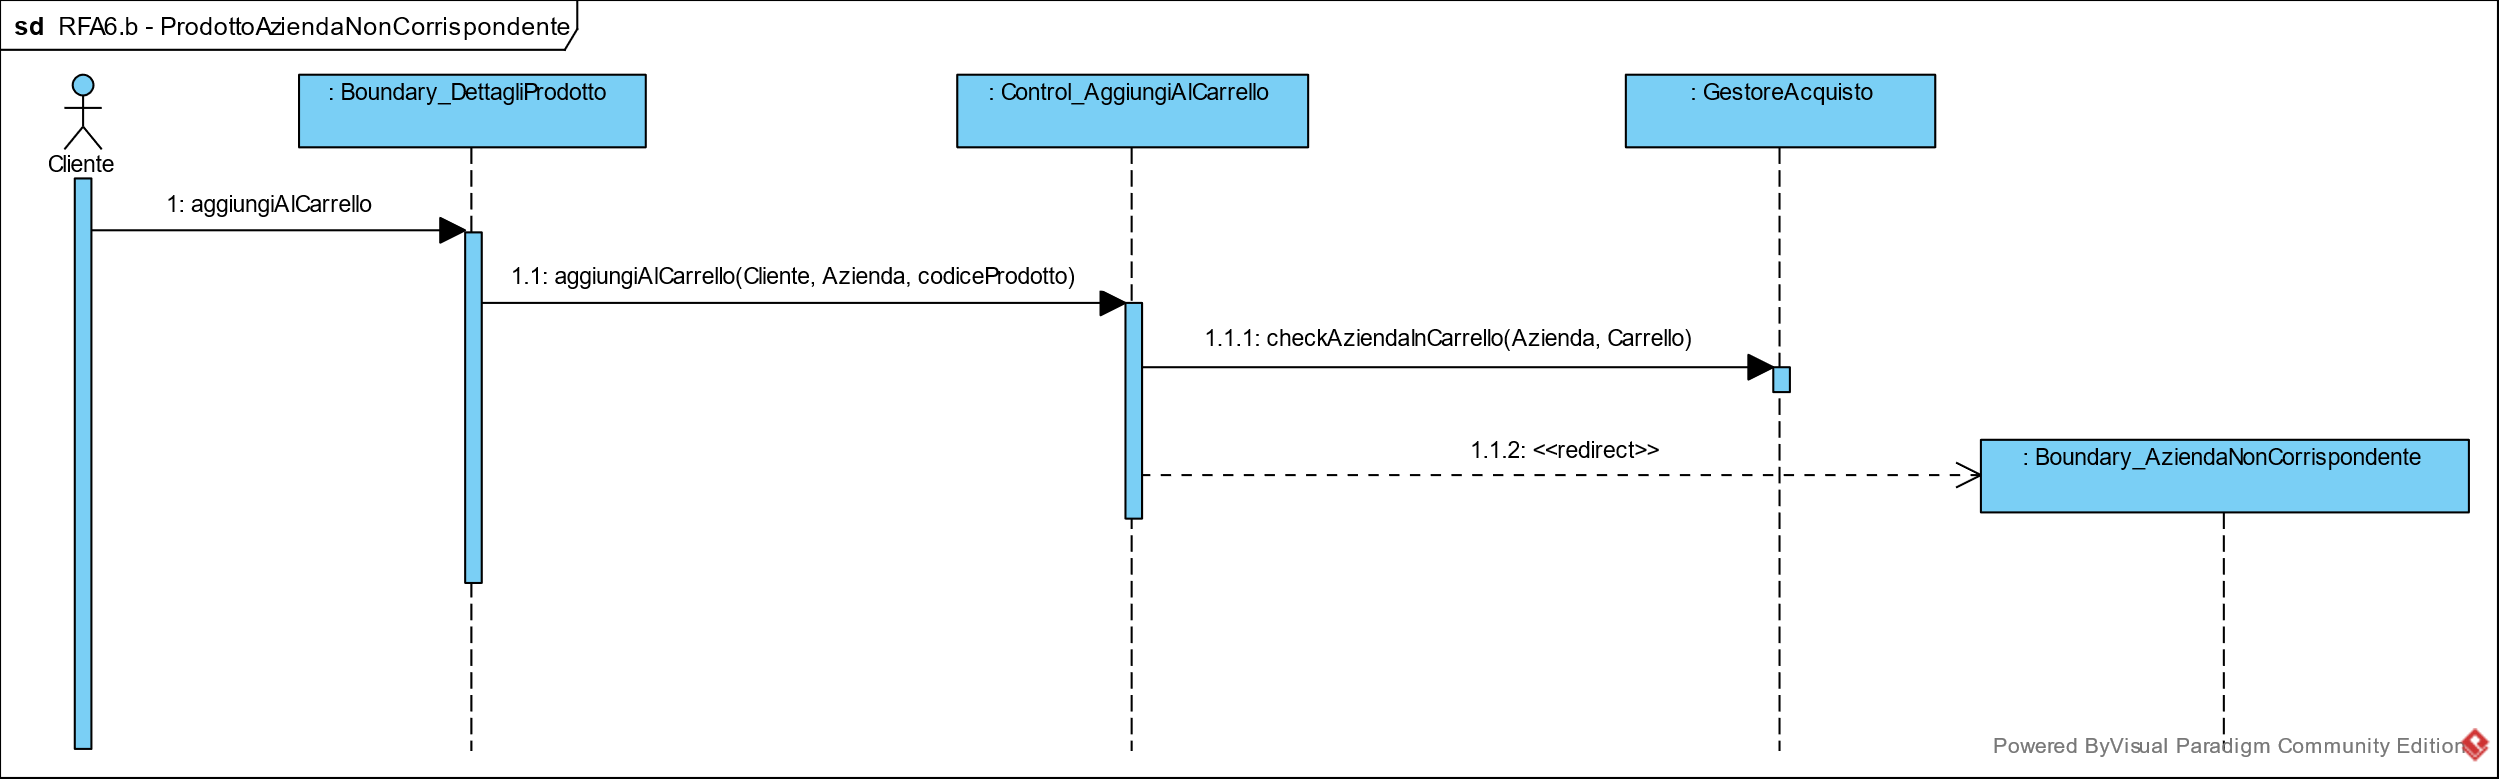 sd RFA6.b - ProdottoAziendaNonCorrispondente
Cliente
: Boundary_DettagliProdotto
: Control_AggiungiAlCarrello
: GestoreAcquisto
1: aggiungiAlCarrello
1.1: aggiungiAlCarrello(Cliente, Azienda, codiceProdotto)
1.1.1: checkAziendaInCarrello(Azienda, Carrello)
1.1.2: <<redirect>>
: Boundary_AziendaNonCorrispondente
Powered ByVisual Paradigm Community Edition